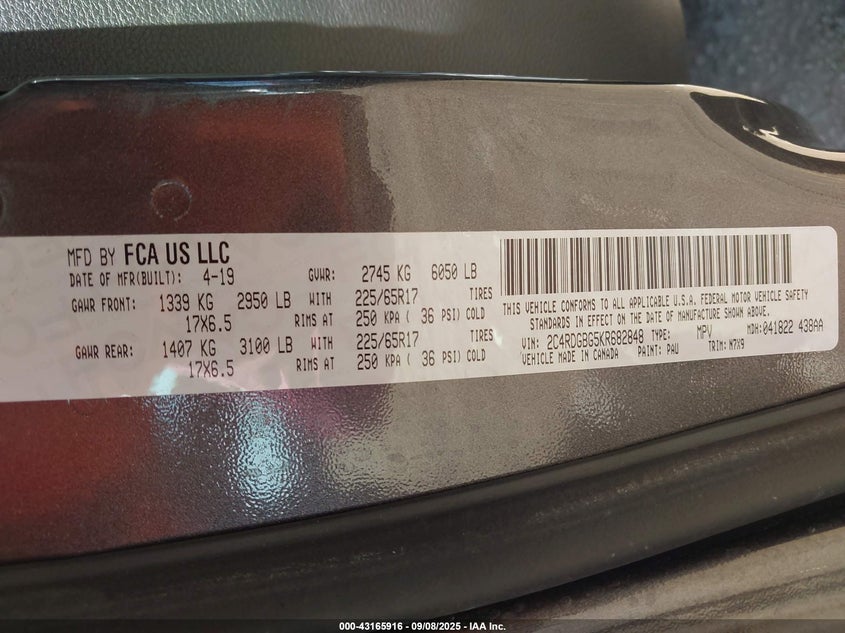 MFD BY FCA US LLC
DATE OF MFR(BUILT): 4-19 GVWR: 2745 KG 6050 LB
GAWR FRONT: 1339 KG 2950 LB WITH 225/65R17 TIRES
17X6.5 RIMS AT 250 KPA ( 36 PSI) COLD
GAWR REAR: 1407 KG 3100 LB WITH 225/65R17 TIRES
17X6.5 RIMS AT 250 KPA ( 36 PSI) COLD
THIS VEHICLE CONFORMS TO ALL APPLICABLE U.S.A. FEDERAL MOTOR VEHICLE SAFETY
STANDARDS IN EFFECT ON THE DATE OF MANUFACTURE SHOWN ABOVE.
VIN: 2C4RDGBG5KR682848 TYPE: MPV MDH:041822 438AA
VEHICLE MADE IN CANADA PAINT: PAU TRIM: N7X9
000-43165916 - 09/08/2025 - IAA Inc.